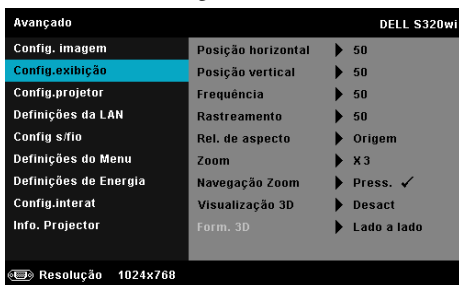 Avançado DELL S320wi
Config. imagem
Config.exibição
Config.projetor
Definições da LAN
Config s/fio
Definições do Menu
Definições de Energia
Config.interat
Info. Projector
Posição horizontal 50
Posição vertical 50
Frequência 50
Rastreamento 50
Rel. de aspecto Origem
Zoom X3
Navegação Zoom Press. ✓
Visualização 3D Desact
Form. 3D Lado a lado
Resolução 1024x768